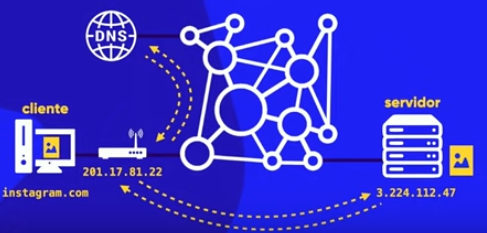 DNS
cliente
servidor
201.17.81.22
instagram.com
3.224.112.47